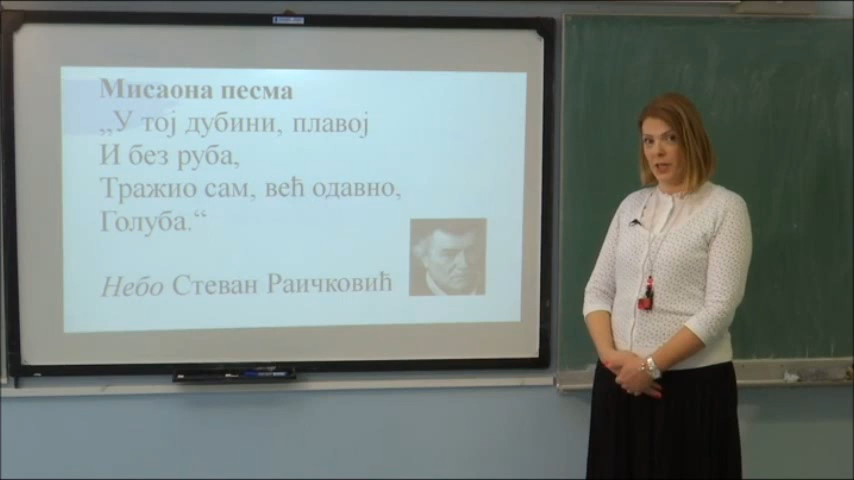 Мисаона песма
„У тој дубини, плавој
И без руба,
Тражио сам, већ одавно,
Голуба.“
Небо Стеван Раичковић